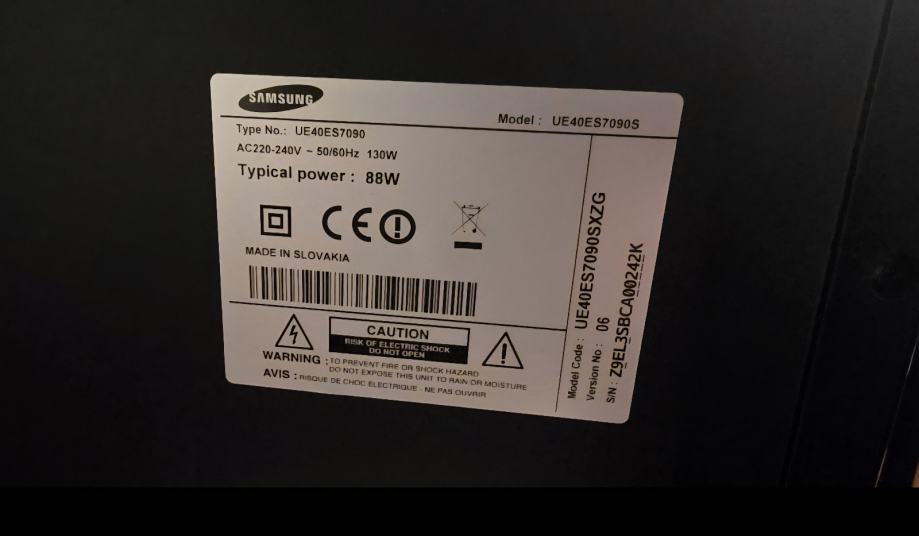 SAMSUNG
Model : UE40ES7090S
Type No.: UE40ES7090
AC220-240V ~ 50/60Hz 130W
Typical power : 88W
CE
MADE IN SLOVAKIA
CAUTION
RISK OF ELECTRIC SHOCK
DO NOT OPEN
WARNING : TO PREVENT FIRE OR SHOCK HAZARD
DO NOT EXPOSE THIS UNIT TO RAIN OR MOISTURE
AVIS : RISQUE DE CHOC ELECTRIQUE - NE PAS OUVRIR
Model Code : UE40ES7090SXZG
Version No : 06
S/N : Z9EL3SBCA00242K